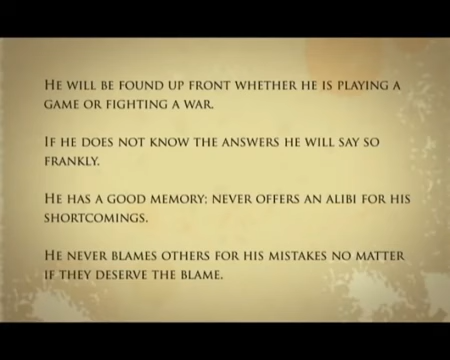 He will be found up front whether he is playing a
game or fighting a war.
If he does not know the answers he will say so
frankly.
He has a good memory; never offers an alibi for his
shortcomings.
He never blames others for his mistakes no matter
if they deserve the blame.